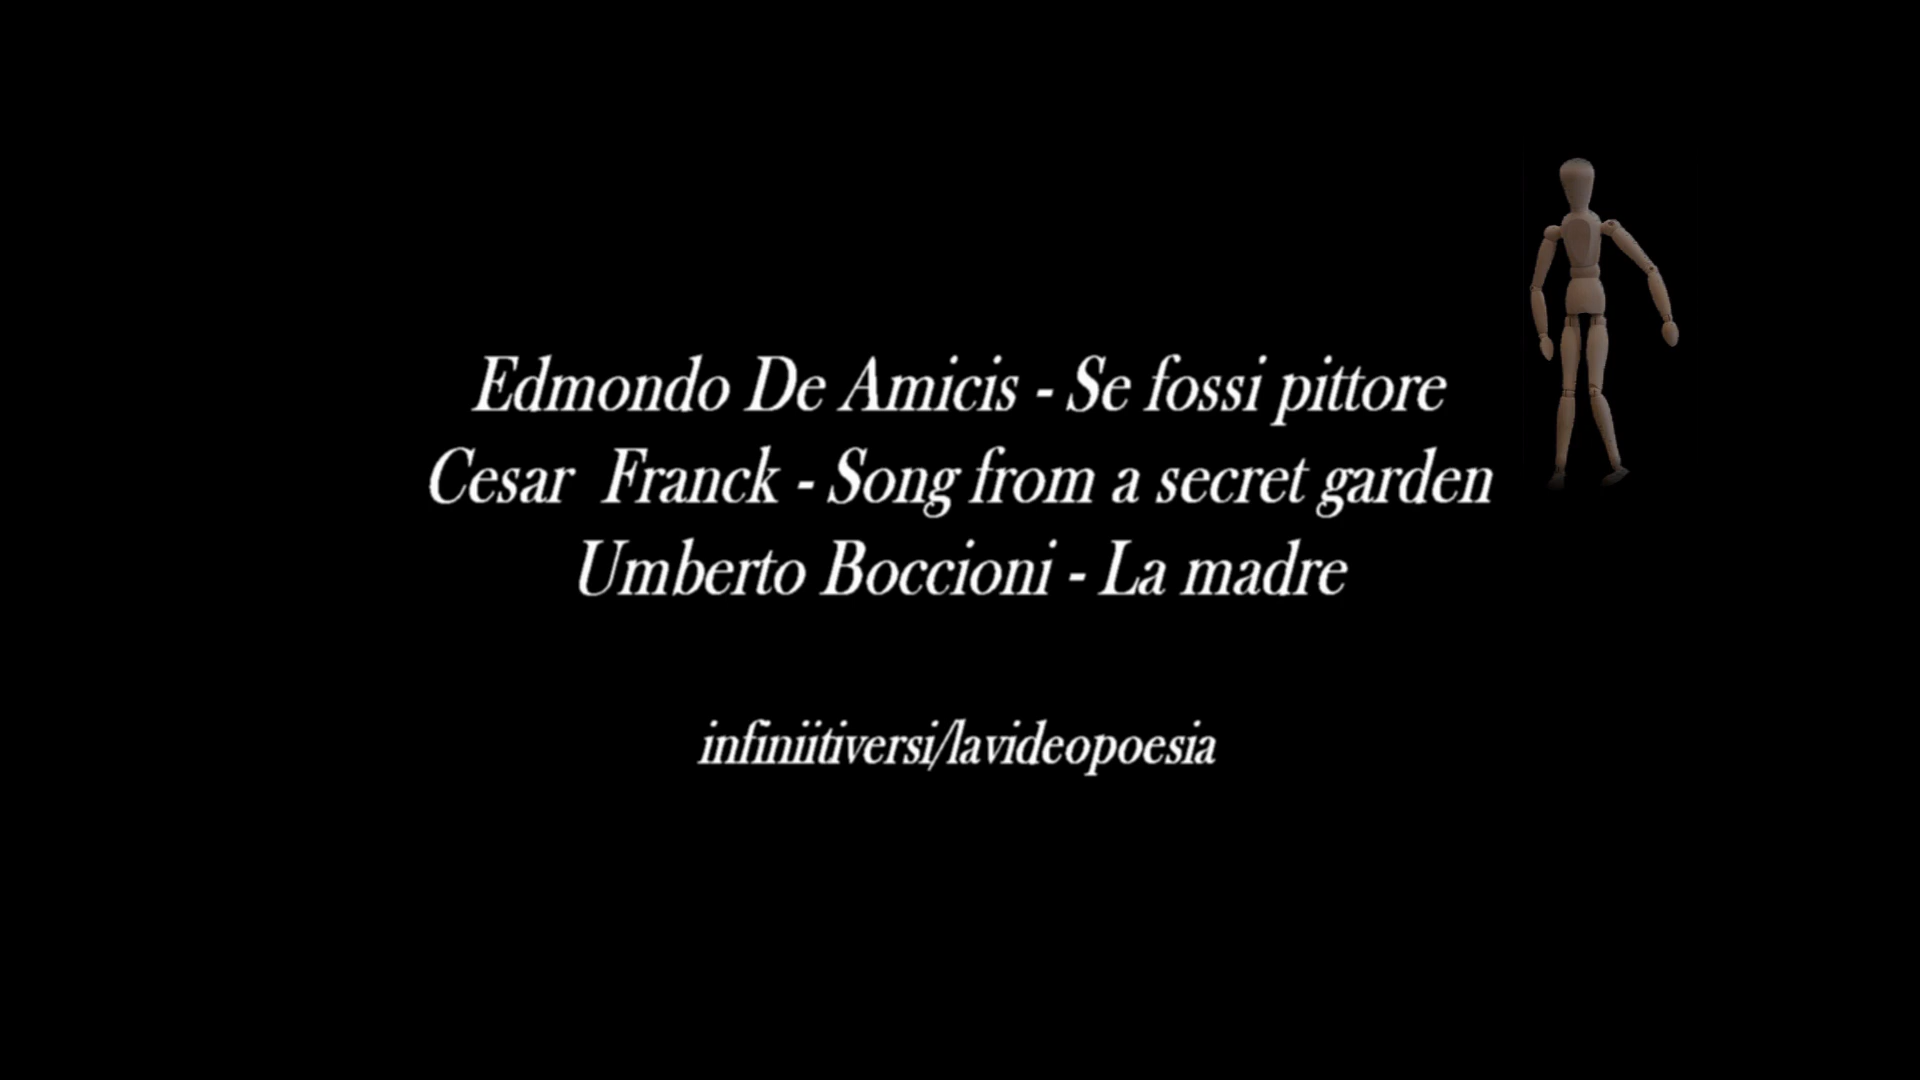 Edmondo De Amicis - Se fossi pittore
Cesar Franck - Song from a secret garden
Umberto Boccioni - La madre
infiniitiversi/lavideopoesia